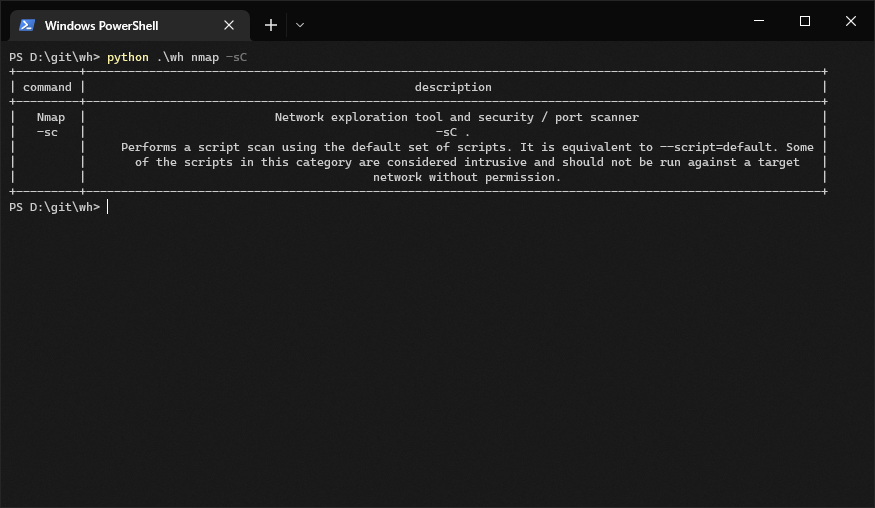 Windows PowerShell
PS D:\git\wh> python .\wh nmap -sC
+---------+---------------------------------------------------------------------------------------------------------+
| command | description |
+---------+---------------------------------------------------------------------------------------------------------+
| Nmap | Network exploration tool and security / port scanner |
| -sc | -sC . |
| | Performs a script scan using the default set of scripts. It is equivalent to --script=default. Some |
| | of the scripts in this category are considered intrusive and should not be run against a target |
| | network without permission. |
+---------+---------------------------------------------------------------------------------------------------------+
PS D:\git\wh>